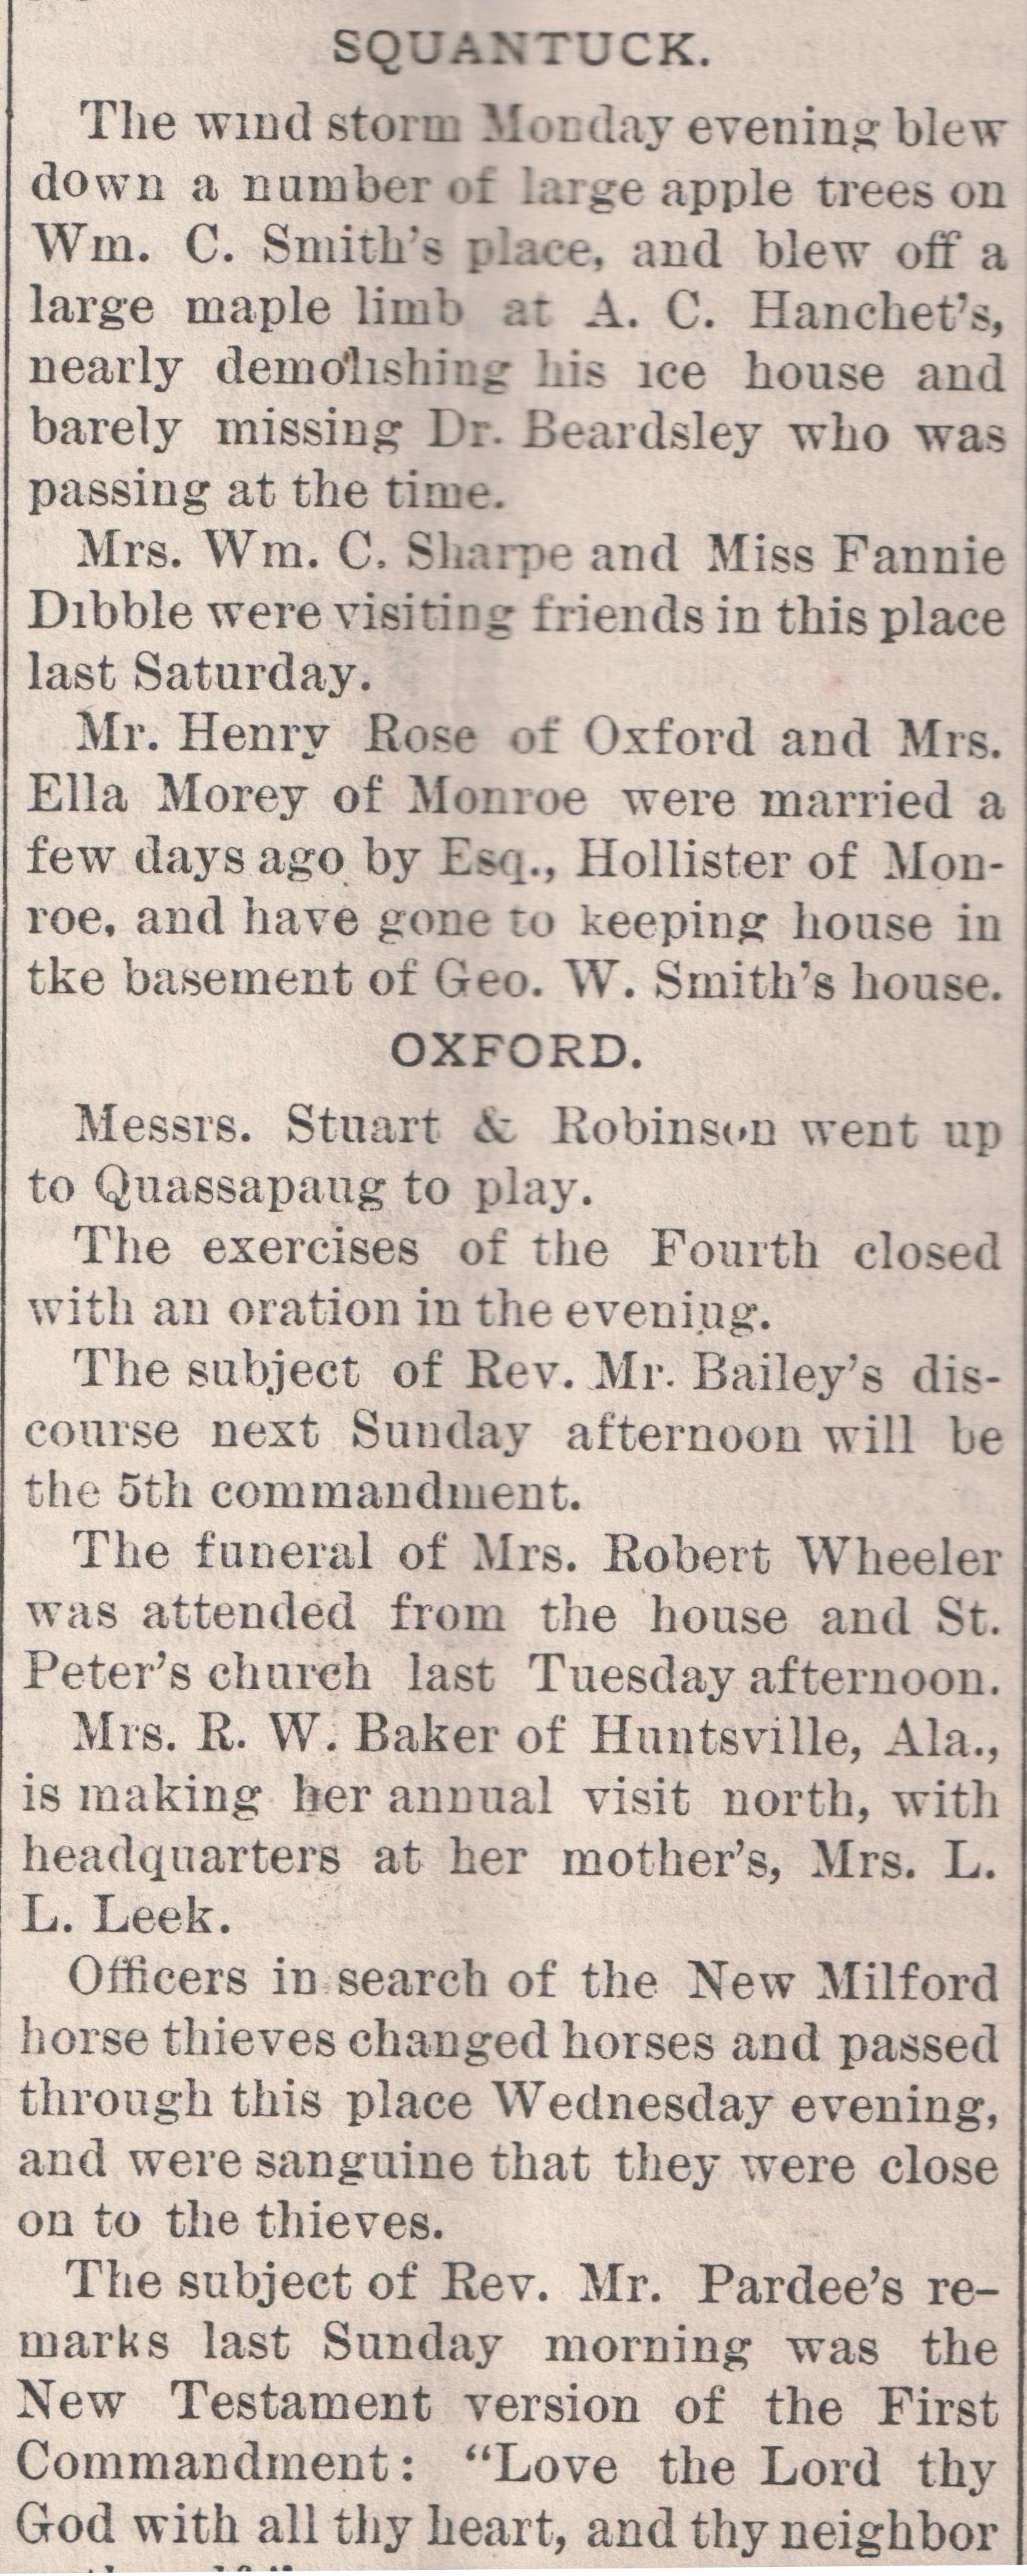 SQUANTUCK.
The wind storm Monday evening blew
down a number of large apple trees on
Wm. C. Smith's place, and blew off a
large maple limb at A. C. Hanchet's,
nearly demolishing his ice house and
barely missing Dr. Beardsley who was
passing at the time.
Mrs. Wm. C. Sharpe and Miss Fannie
Dibble were visiting friends in this place
last Saturday.
Mr. Henry Rose of Oxford and Mrs.
Ella Morey of Monroe were married a
few days ago by Esq., Hollister of Mon-
roe, and have gone to keeping house in
tke basement of Geo. W. Smith's house.
OXFORD.
Messrs. Stuart & Robinson went up
to Quassapaug to play.
The exercises of the Fourth closed
with an oration in the eveniug.
The subject of Rev. Mr. Bailey's dis-
course next Sunday afternoon will be
the 5th commandment.
The funeral of Mrs. Robert Wheeler
was attended from the house and St.
Peter's church last Tuesday afternoon.
Mrs. R. W. Baker of Huntsville, Ala.,
is making her annual visit north, with
headquarters at her mother's, Mrs. L.
L. Leek.
Officers in search of the New Milford
horse thieves changed horses and passed
through this place Wednesday evening,
and were sanguine that they were close
on to the thieves.
The subject of Rev. Mr. Pardee's re-
marks last Sunday morning was the
New Testament version of the First
Commandment: "Love the Lord thy
God with all thy heart, and thy neighbor